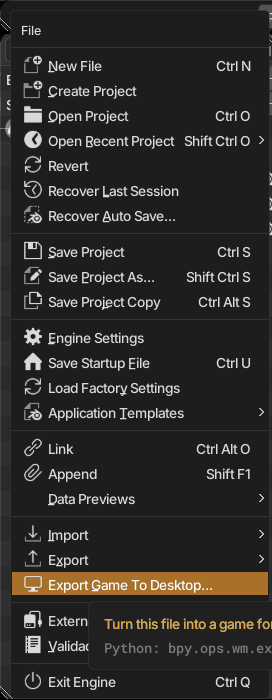 File
New File Ctrl N
Create Project
Open Project Ctrl O
Open Recent Project Shift Ctrl O
Revert
Recover Last Session
Recover Auto Save...
Save Project Ctrl S
Save Project As... Shift Ctrl S
Save Project Copy Ctrl Alt S
Engine Settings
Save Startup File Ctrl U
Load Factory Settings
Application Templates
Link Ctrl Alt O
Append Shift F1
Data Previews
Import
Export
Export Game To Desktop...
Extern
Turn this file into a game for
Validac
Python: bpy.ops.wm.ex
Exit Engine Ctrl Q